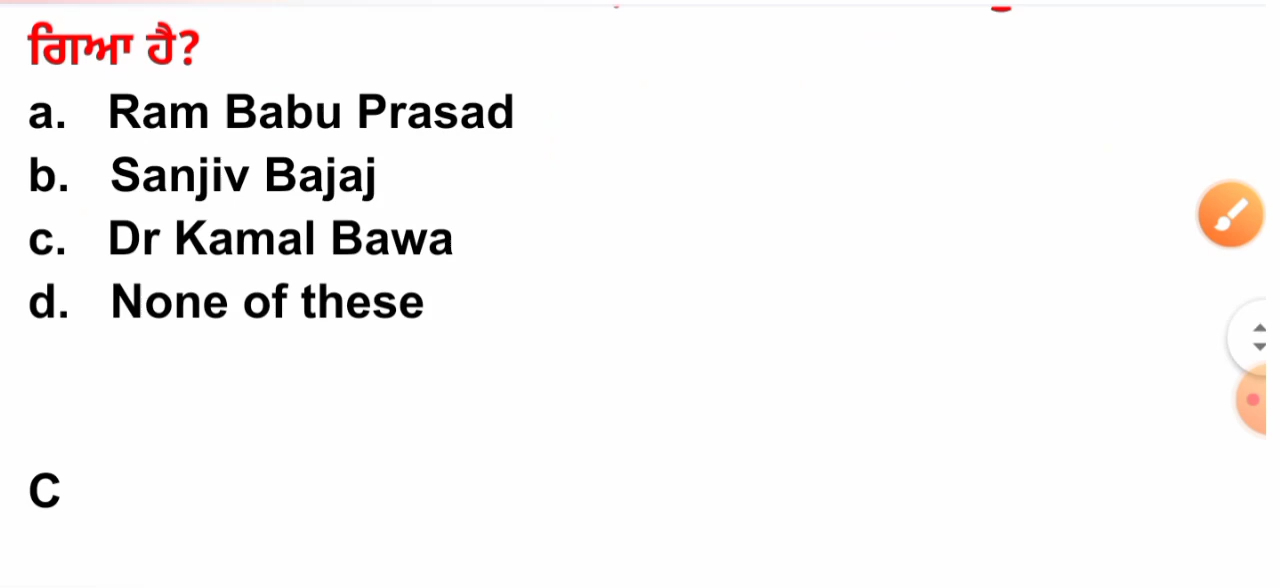 ਗਿਆ ਹੈ?
a. Ram Babu Prasad
b. Sanjiv Bajaj
c. Dr Kamal Bawa
d. None of these
C